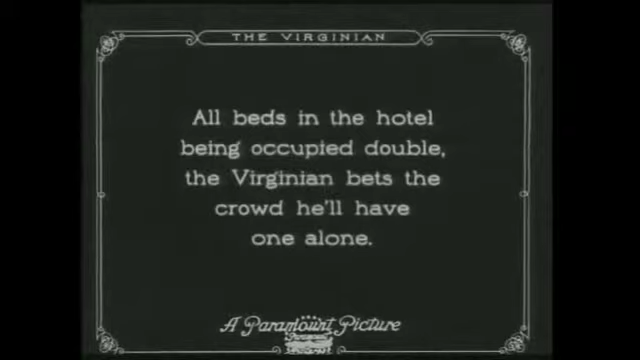 THE VIRGINIAN
All beds in the hotel
being occupied double,
the Virginian bets the
crowd he'll have
one alone.
A Paramount Picture